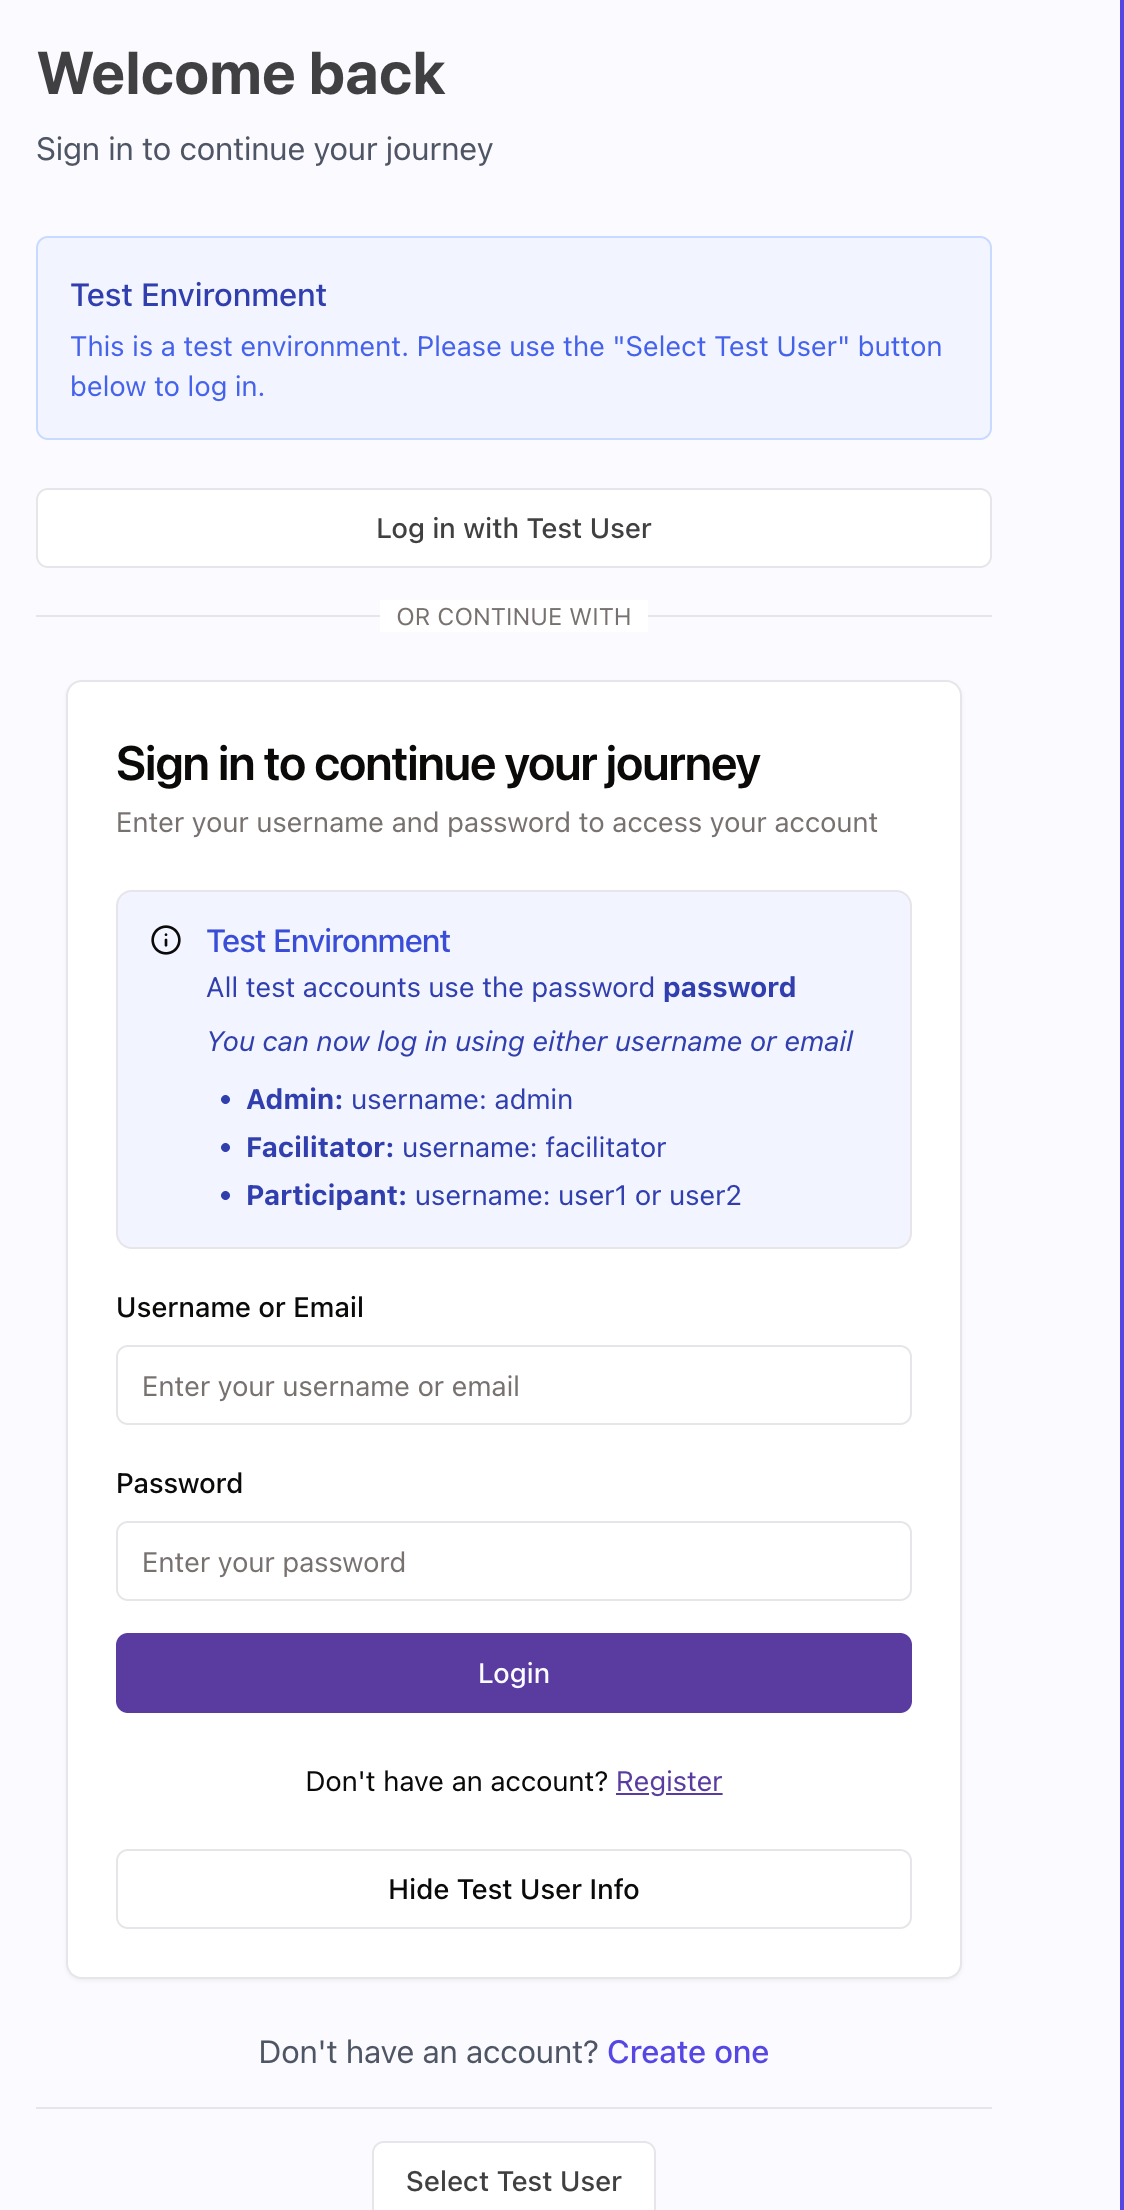 Welcome back
Sign in to continue your journey
Test Environment
This is a test environment. Please use the "Select Test User" button
below to log in.
Log in with Test User
OR CONTINUE WITH
Sign in to continue your journey
Enter your username and password to access your account
Test Environment
All test accounts use the password password
You can now log in using either username or email
• Admin: username: admin
• Facilitator: username: facilitator
• Participant: username: user1 or user2
Username or Email
Enter your username or email
Password
Enter your password
Login
Don't have an account? Register
Hide Test User Info
Don't have an account? Create one
Select Test User